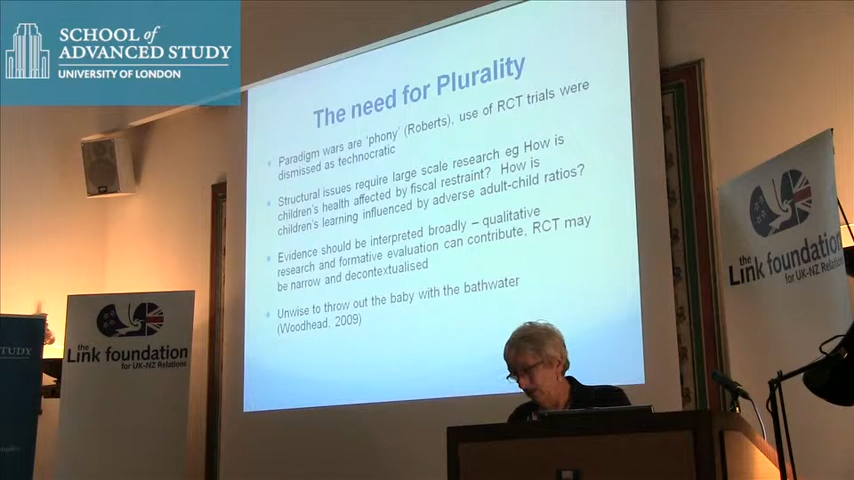 SCHOOL of
ADVANCED STUDY
UNIVERSITY OF LONDON
The need for Plurality
Paradigm wars are 'phony' (Roberts), use of RCT trials were
dismissed as technocratic
Structural issues require large scale research eg How is
children's health affected by fiscal restraint? How is
children's learning influenced by adverse adult-child ratios?
Evidence should be interpreted broadly – qualitative
research and formative evaluation can contribute, RCT may
be narrow and decontextualised
Unwise to throw out the baby with the bathwater
(Woodhead, 2009)
the
Link foundation
for UK-NZ Relations
the
Link foundation
for UK-NZ Relations
STUDY